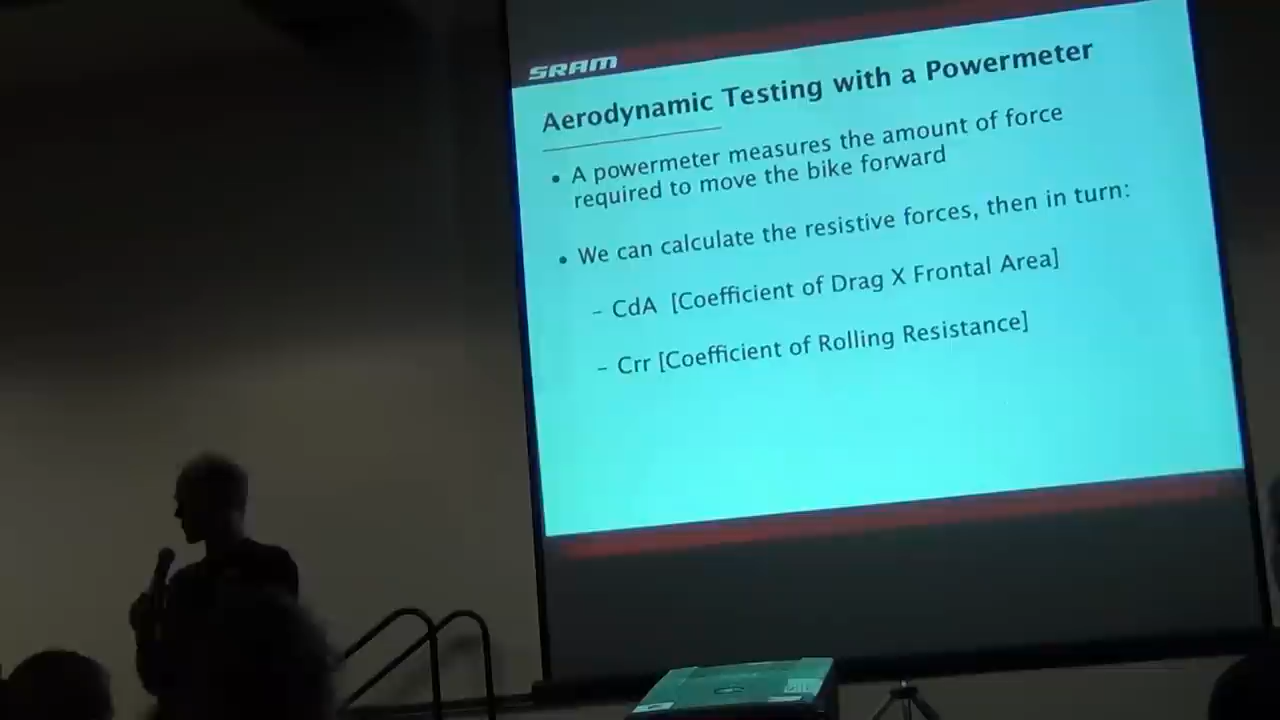 SRAM
Aerodynamic Testing with a Powermeter
• A powermeter measures the amount of force
required to move the bike forward
• We can calculate the resistive forces, then in turn:
– CdA [Coefficient of Drag X Frontal Area]
– Crr [Coefficient of Rolling Resistance]